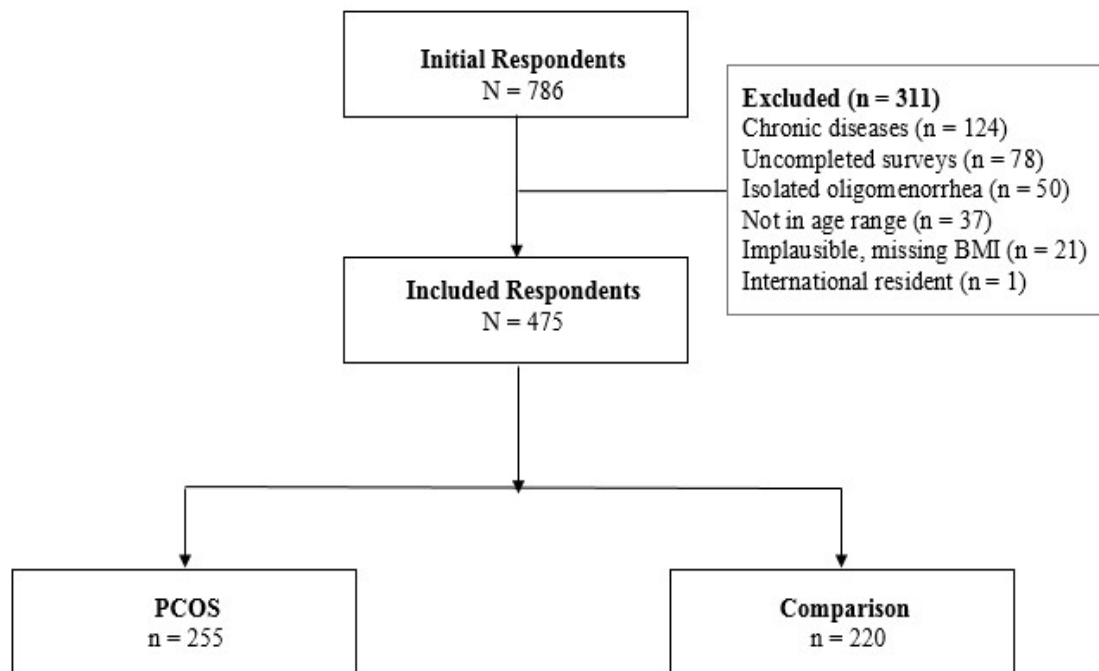 Initial Respondents
N = 786
Excluded (n = 311)
Chronic diseases (n = 124)
Uncompleted surveys (n = 78)
Isolated oligomenorrhea (n = 50)
Not in age range (n = 37)
Implausible, missing BMI (n = 21)
International resident (n = 1)
Included Respondents
N = 475
PCOS
n = 255
Comparison
n = 220